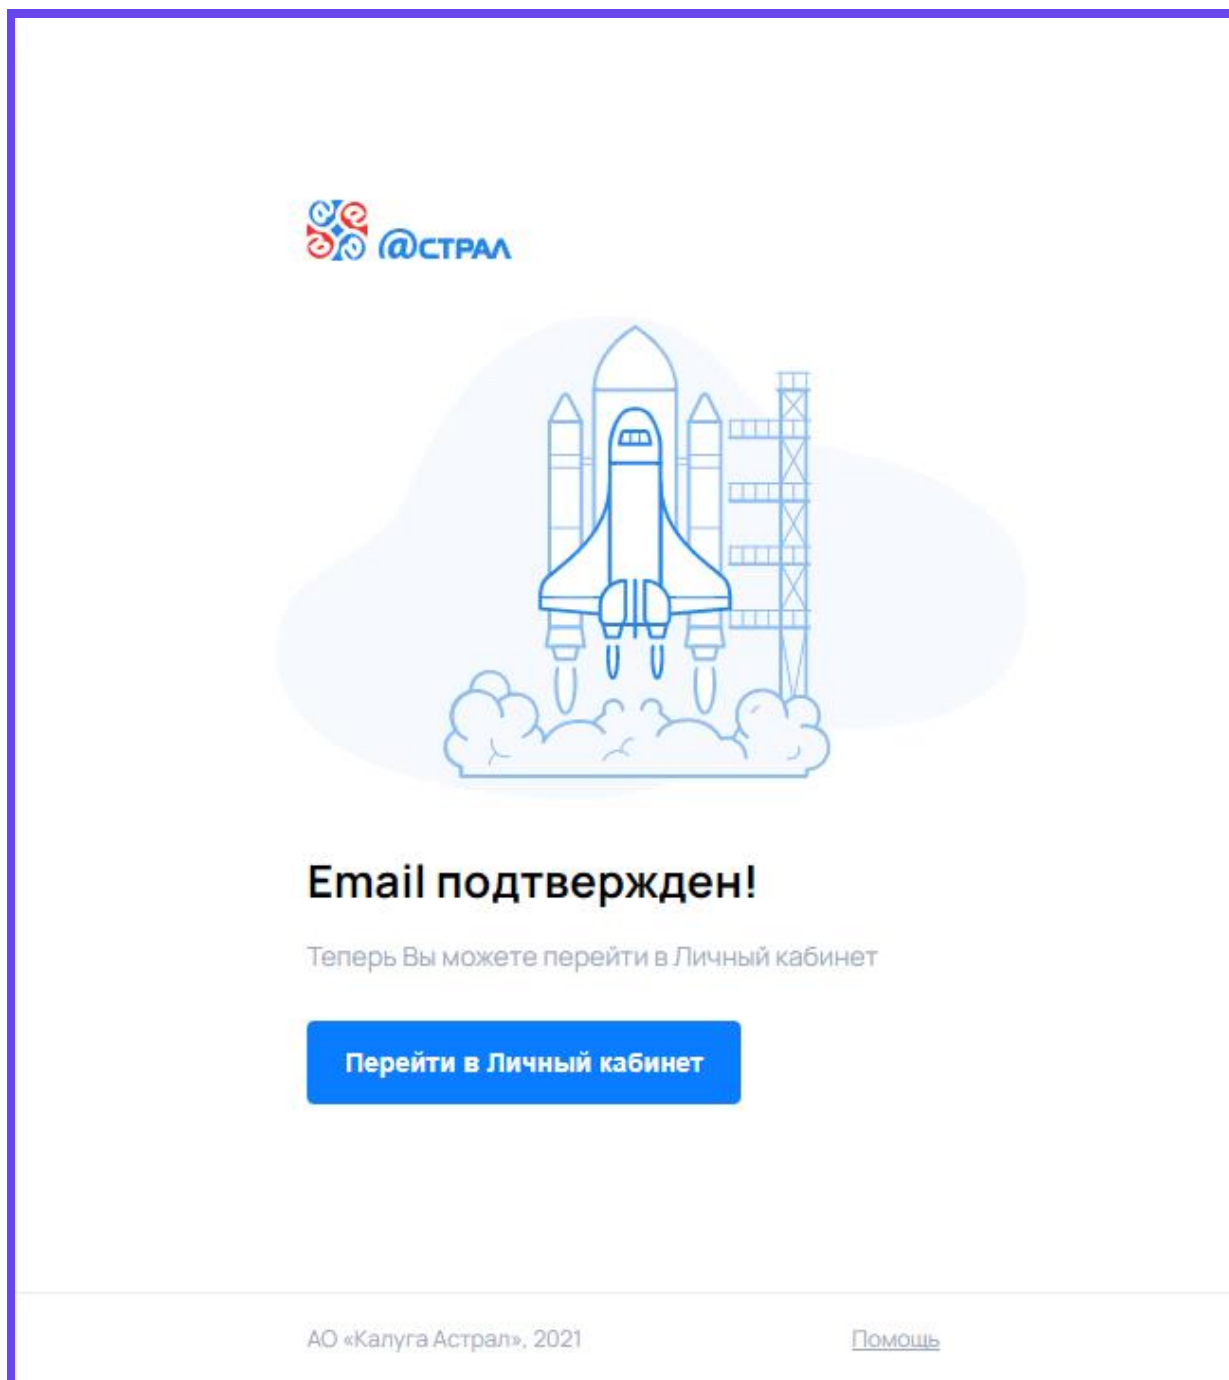 @СТРАЛ
Email подтвержден!
Теперь Вы можете перейти в Личный кабинет
Перейти в Личный кабинет
АО «Калуга Астрал», 2021
Помощь